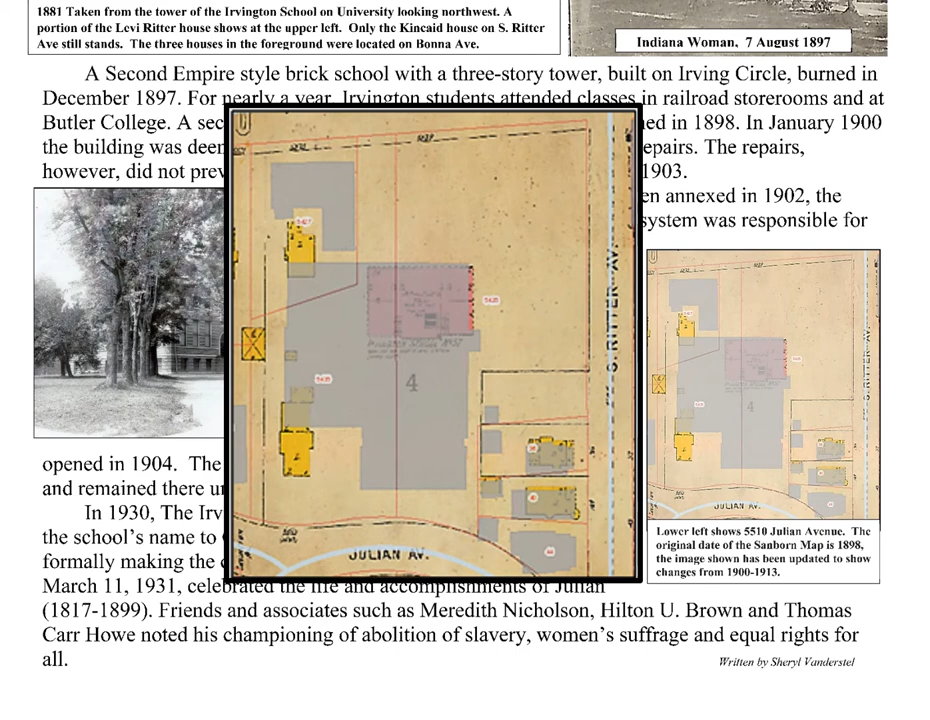 1881 Taken from the tower of the Irvington School on University looking northwest. A
portion of the Levi Ritter house shows at the upper left. Only the Kincaid house on S. Ritter
Ave still stands. The three houses in the foreground were located on Bonna Ave.
Indiana Woman, 7 August 1897
A Second Empire style brick school with a three-story tower, built on Irving Circle, burned in
December 1897. For nearly a year, Irvington students attended classes in railroad storerooms and at
Butler College. A sec
ned in 1898. In January 1900
the building was deen
epairs. The repairs,
however, did not prev
1903.
en annexed in 1902, the
system was responsible for
S. RITTER AV.
4
JULIAN AV.
S. RITTER AV.
4
JULIAN AV.
opened in 1904. The
and remained there un
In 1930, The Irv
the school's name to
formally making the
March 11, 1931, celebrated the life and accomplishments of Julian
(1817-1899). Friends and associates such as Meredith Nicholson, Hilton U. Brown and Thomas
Carr Howe noted his championing of abolition of slavery, women's suffrage and equal rights for
all.
Lower left shows 5510 Julian Avenue. The
original date of the Sanborn Map is 1898,
the image shown has been updated to show
changes from 1900-1913.
Written by Sheryl Vanderstel